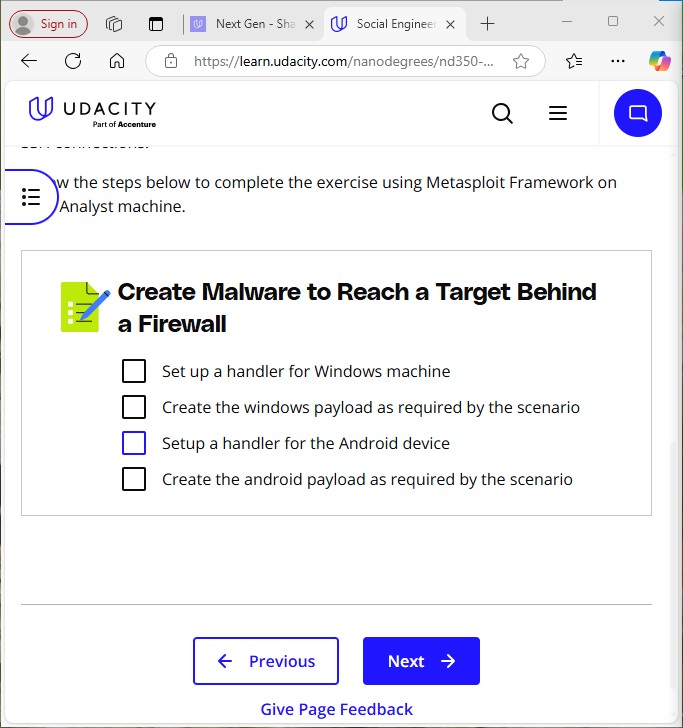 Sign in
Next Gen - Sha
Social Engineer
https://learn.udacity.com/nanodegrees/nd350-...
UDACITY
Part of Accenture
w the steps below to complete the exercise using Metasploit Framework on
Analyst machine.
Create Malware to Reach a Target Behind
a Firewall
Set up a handler for Windows machine
Create the windows payload as required by the scenario
Setup a handler for the Android device
Create the android payload as required by the scenario
Previous
Next
Give Page Feedback